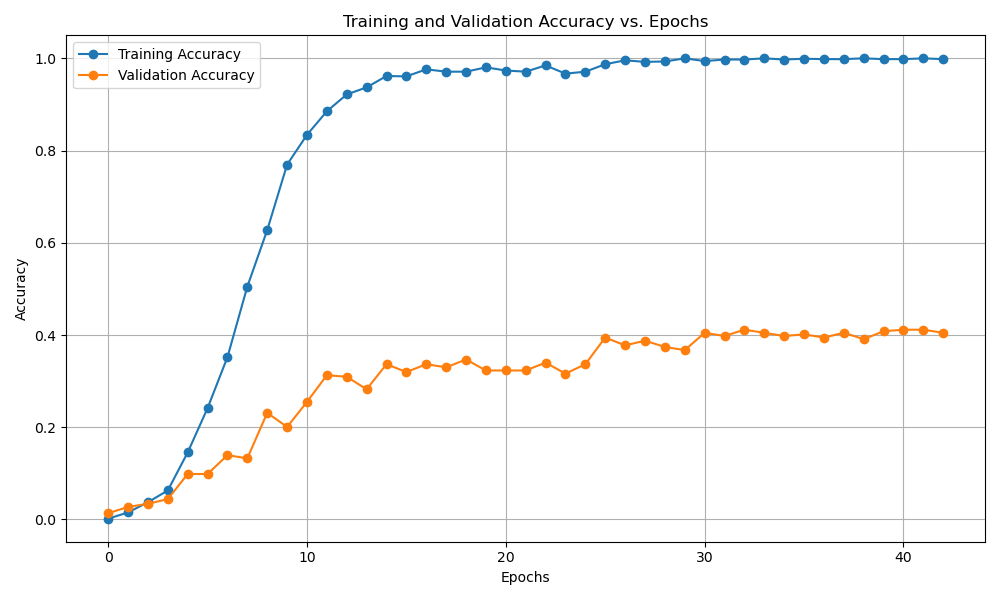 Training and Validation Accuracy vs. Epochs
Training Accuracy
Validation Accuracy
1.0
0.8
0.6
0.4
0.2
0.0
Accuracy
0 10 20 30 40
Epochs